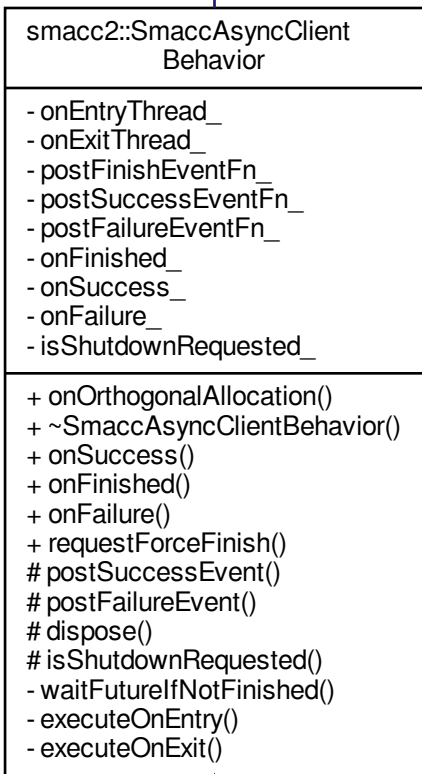 smacc2::SmaccAsyncClient
Behavior
- onEntryThread_
- onExitThread_
- postFinishEventFn_
- postSuccessEventFn_
- postFailureEventFn_
- onFinished_
- onSuccess_
- onFailure_
- isShutdownRequested_
+ onOrthogonalAllocation()
+ ~SmaccAsyncClientBehavior()
+ onSuccess()
+ onFinished()
+ onFailure()
+ requestForceFinish()
# postSuccessEvent()
# postFailureEvent()
# dispose()
# isShutdownRequested()
- waitFutureIfNotFinished()
- executeOnEntry()
- executeOnExit()